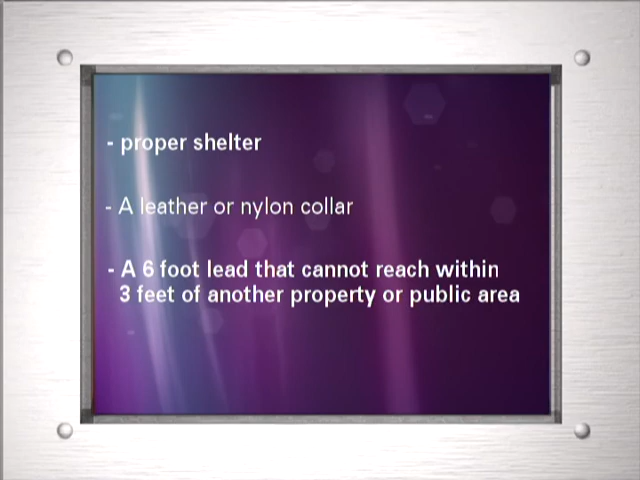 - proper shelter
- A leather or nylon collar
- A 6 foot lead that cannot reach within
3 feet of another property or public area